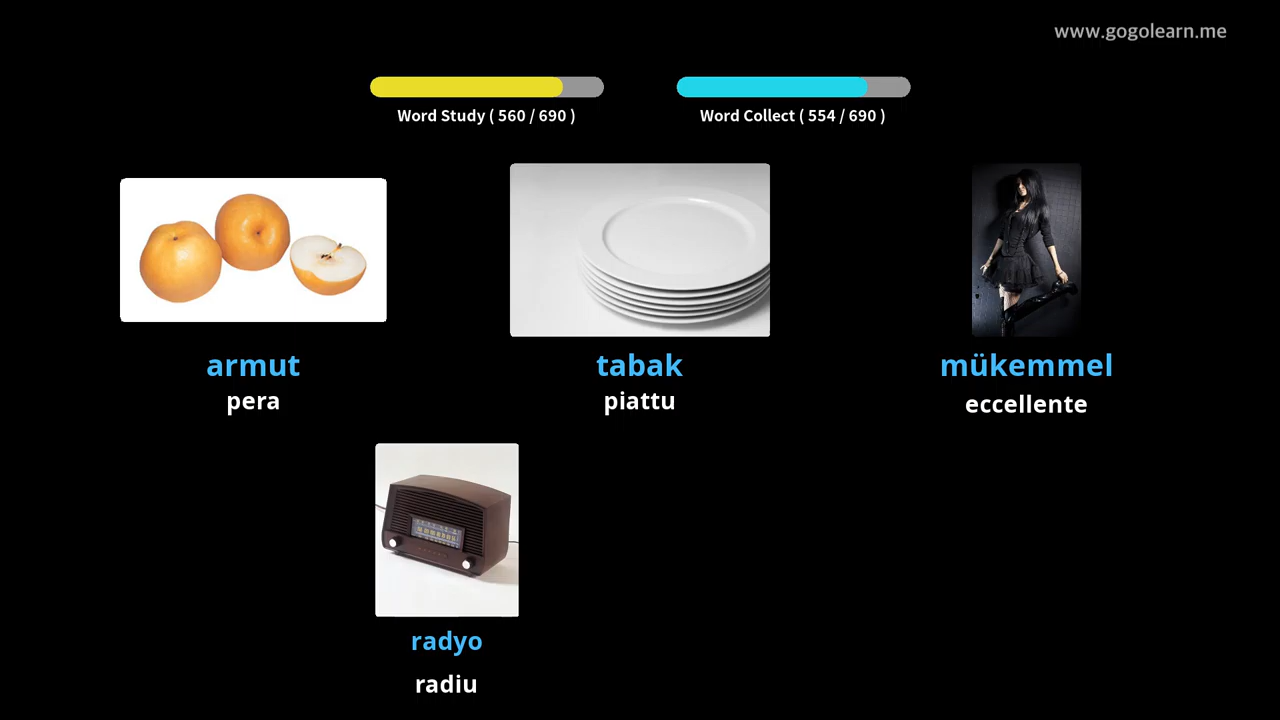 www.gogolearn.me
Word Study ( 560 / 690 )
Word Collect ( 554 / 690 )
armut
pera
tabak
piattu
mükemmel
eccellente
radyo
radiu